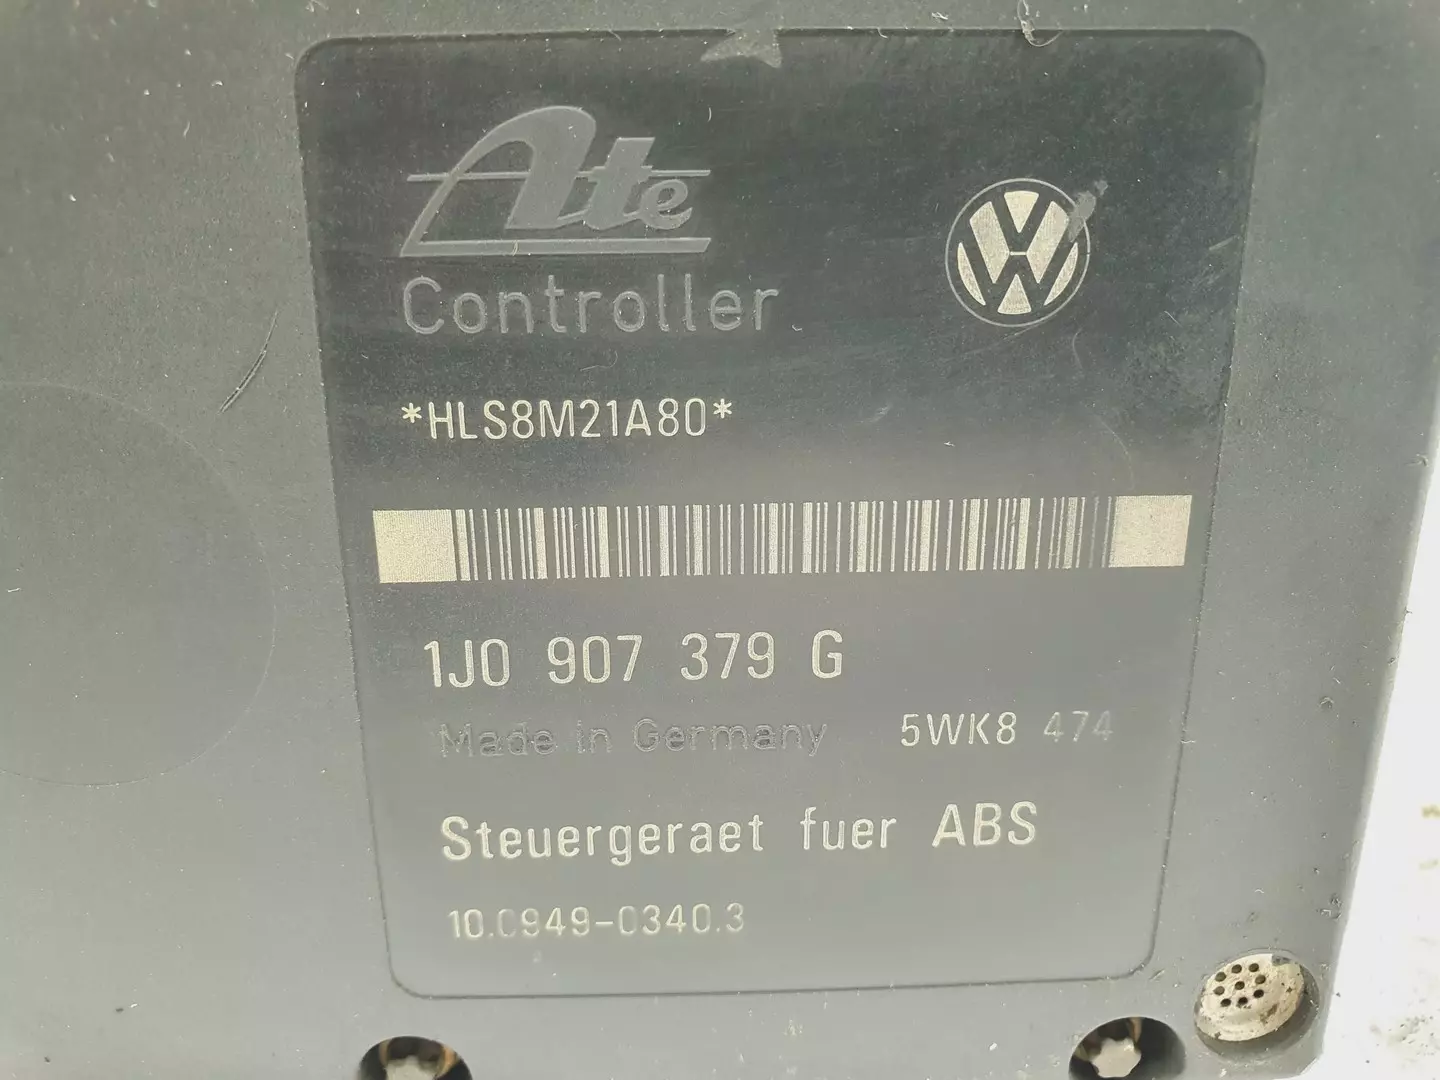 Ate
Controller
*HLS8M21A80*
1J0 907 379 G
Made in Germany 5WK8 474
Steuergeraet fuer ABS
10.0949-0340.3